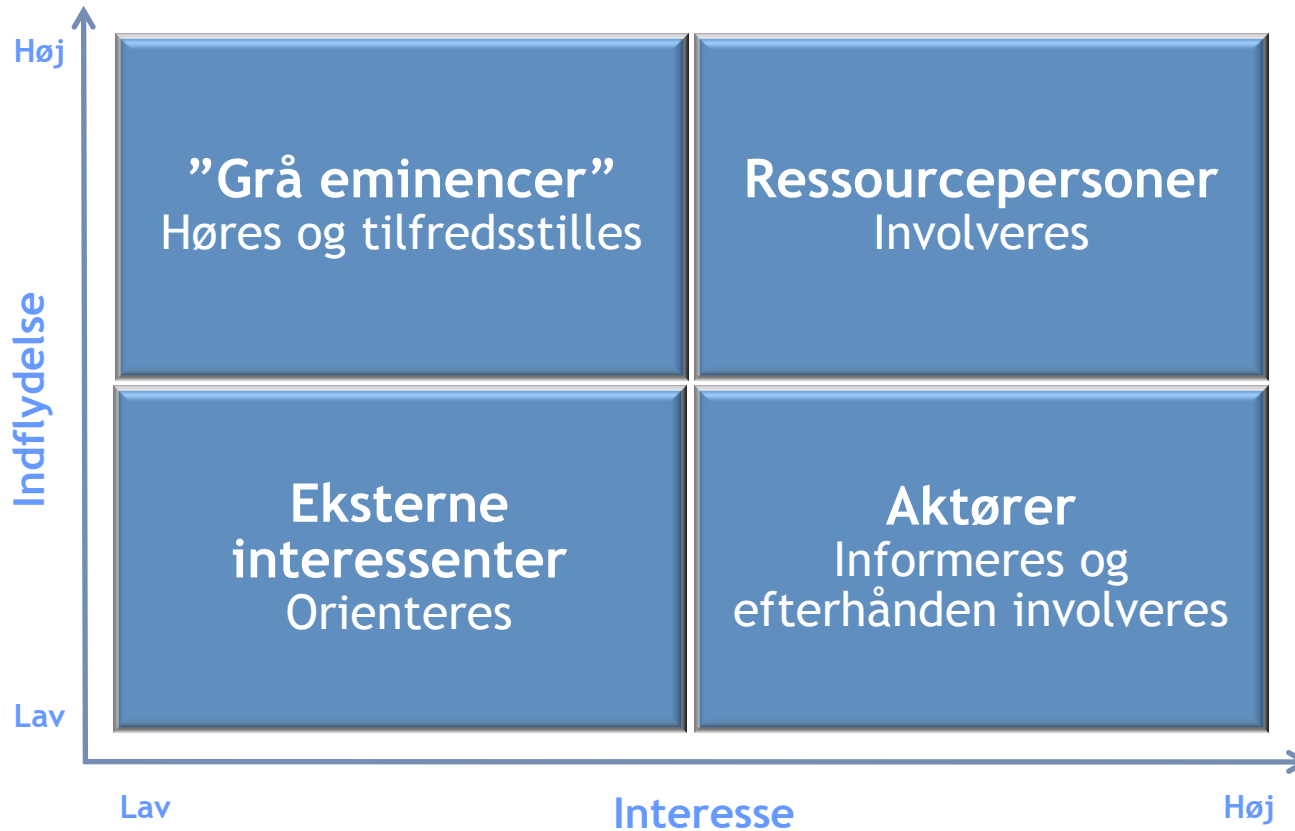 Høj
”Grå eminencer”
Høres og tilfredsstilles
Ressourcepersoner
Involveres
Indflydelse
Eksterne
interessenter
Orienteres
Aktører
Informeres og
efterhånden involveres
Lav
Lav
Interesse
Høj